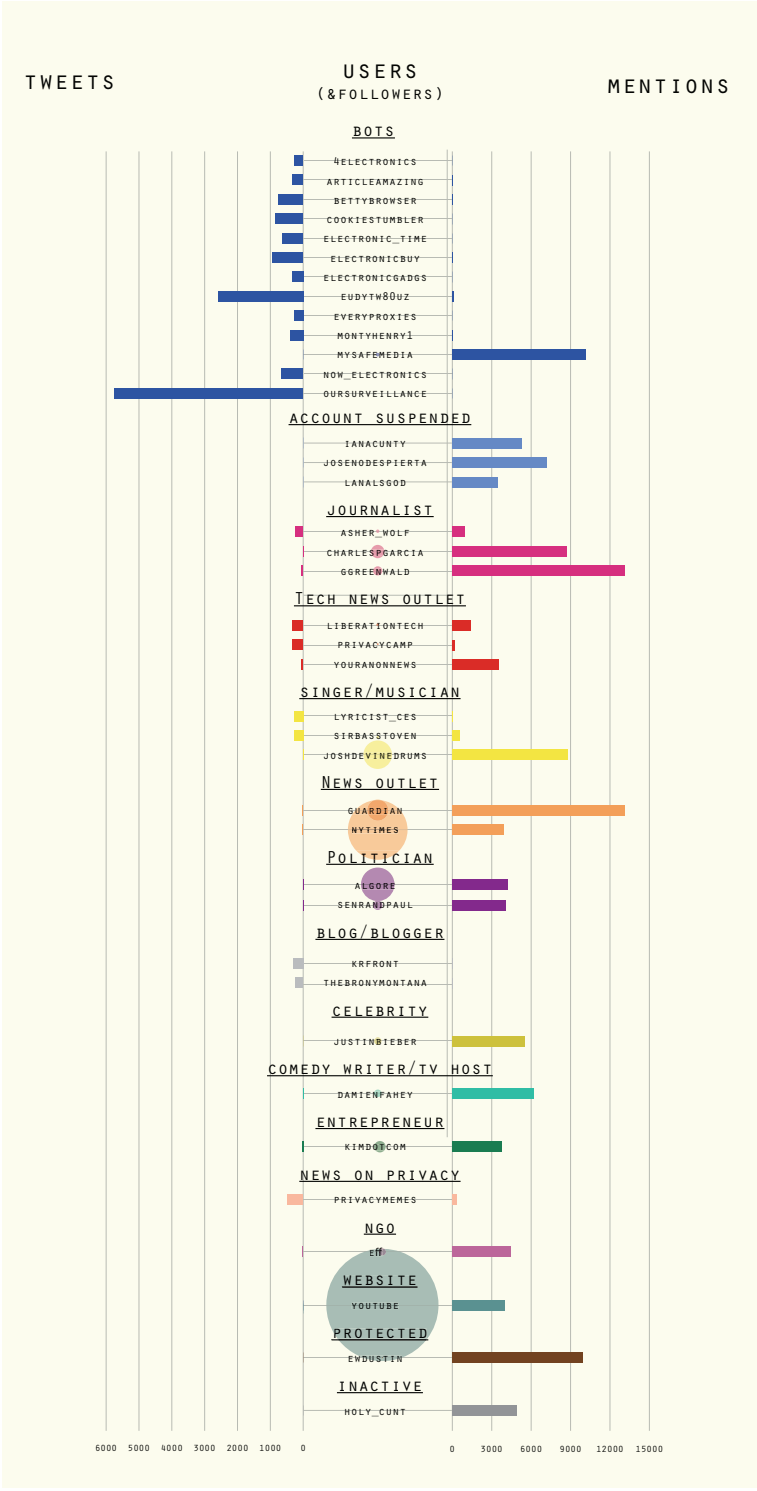 TWEETS
USERS
(&FOLLOWERS)
MENTIONS
BOTS
4ELECTRONICS
ARTICLEAMAZING
BETTYBROWSER
COOKIESTUMBLER
ELECTRONIC_TIME
ELECTRONICBUY
ELECTRONICGADGS
EUDYTW80UZ
EVERYPROXIES
MONTYHENRY1
MYSAFEMEDIA
NOW_ELECTRONICS
OURSURVEILLANCE
ACCOUNT SUSPENDED
IANACUNTY
JOSENODESPIERTA
LANALSGOD
JOURNALIST
ASHER_WOLF
CHARLESPGARCIA
GGREENWALD
TECH NEWS OUTLET
LIBERATIONTECH
PRIVACYCAMP
YOURANONNEWS
SINGER/MUSICIAN
LYRICIST_CES
SIRBASSTOVEN
JOSHDEVINEDRUMS
NEWS OUTLET
GUARDIAN
NYTIMES
POLITICIAN
ALGORE
SENRANDPAUL
BLOG/BLOGGER
KRFRONT
THEBRONYMONTANA
CELEBRITY
JUSTINBIEBER
COMEDY WRITER/TV HOST
DAMIENFAHEY
ENTREPRENEUR
KIMDOTCOM
NEWS ON PRIVACY
PRIVACYMEMES
NGO
Eff
WEBSITE
YOUTUBE
PROTECTED
EWDUSTIN
INACTIVE
HOLY_CUNT
6000 5000 4000 3000 2000 1000 0 0 3000 6000 9000 12000 15000